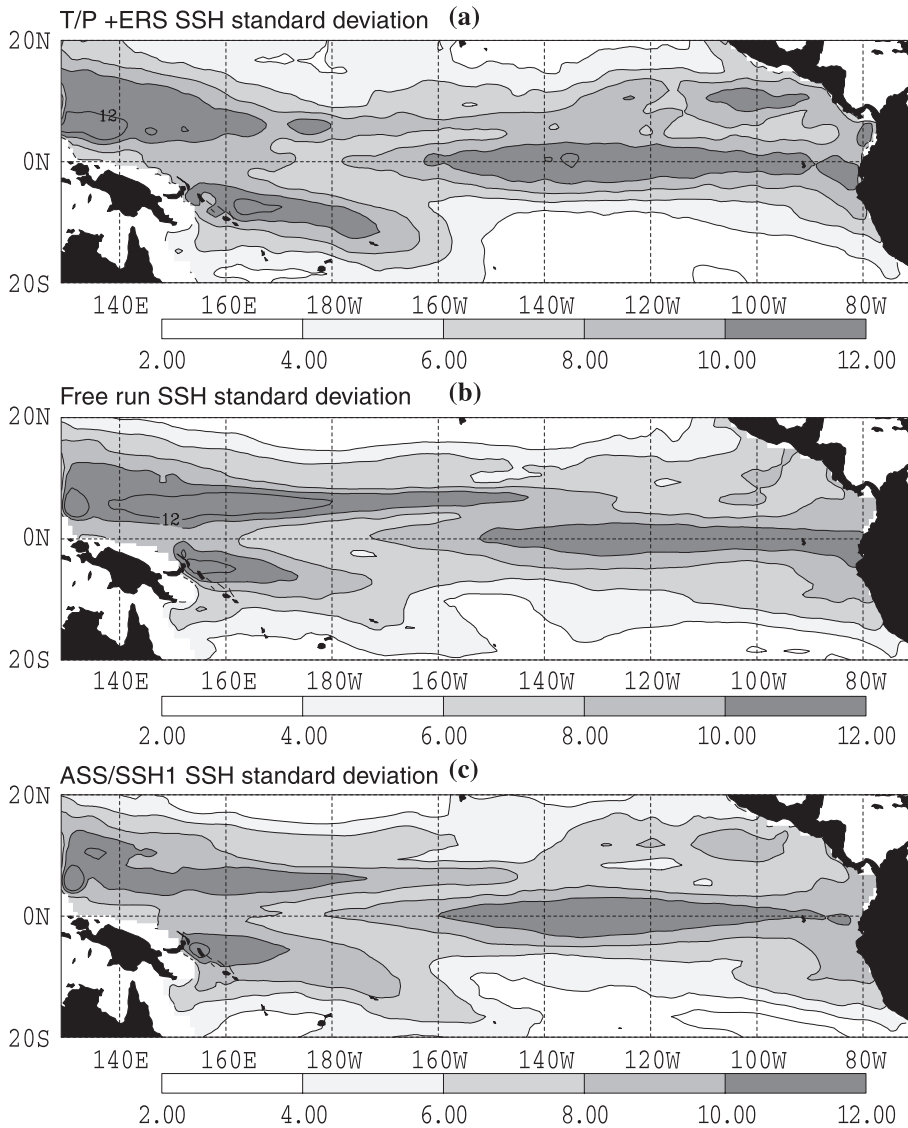 T/P +ERS SSH standard deviation (a)
20N
12
0N
20S
140E 160E 180W 160W 140W 120W 100W 80W
2.00 4.00 6.00 8.00 10.00 12.00
Free run SSH standard deviation (b)
20N
12
0N
20S
140E 160E 180W 160W 140W 120W 100W 80W
2.00 4.00 6.00 8.00 10.00 12.00
ASS/SSH1 SSH standard deviation (c)
20N
0N
20S
140E 160E 180W 160W 140W 120W 100W 80W
2.00 4.00 6.00 8.00 10.00 12.00